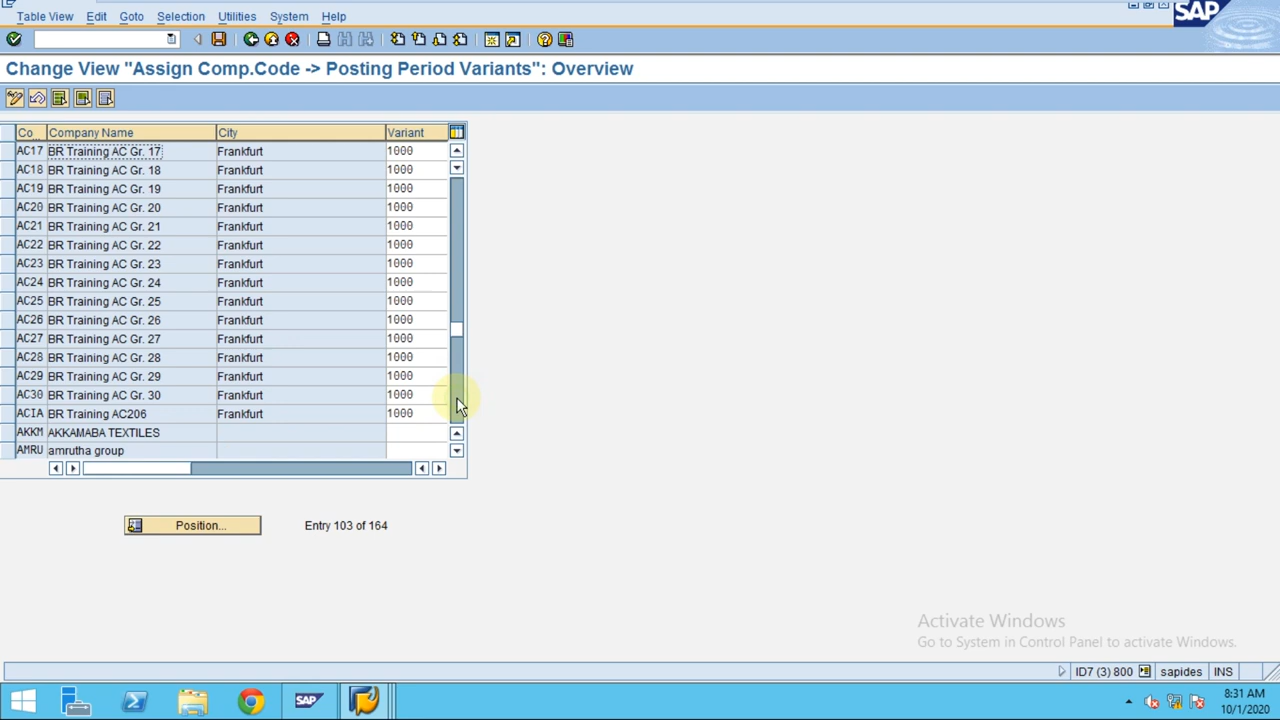 Table View Edit Goto Selection Utilities System Help
SAP
Change View "Assign Comp.Code -> Posting Period Variants": Overview
Co... Company Name City Variant
AC17 BR Training AC Gr. 17 Frankfurt 1000
AC18 BR Training AC Gr. 18 Frankfurt 1000
AC19 BR Training AC Gr. 19 Frankfurt 1000
AC20 BR Training AC Gr. 20 Frankfurt 1000
AC21 BR Training AC Gr. 21 Frankfurt 1000
AC22 BR Training AC Gr. 22 Frankfurt 1000
AC23 BR Training AC Gr. 23 Frankfurt 1000
AC24 BR Training AC Gr. 24 Frankfurt 1000
AC25 BR Training AC Gr. 25 Frankfurt 1000
AC26 BR Training AC Gr. 26 Frankfurt 1000
AC27 BR Training AC Gr. 27 Frankfurt 1000
AC28 BR Training AC Gr. 28 Frankfurt 1000
AC29 BR Training AC Gr. 29 Frankfurt 1000
AC30 BR Training AC Gr. 30 Frankfurt 1000
ACIA BR Training AC206 Frankfurt 1000
AKKM AKKAMABA TEXTILES
AMRU amrutha group
Position... Entry 103 of 164
Activate Windows
Go to System in Control Panel to activate Windows.
ID7 (3) 800 sapides INS
SAP
8:31 AM
10/1/2020